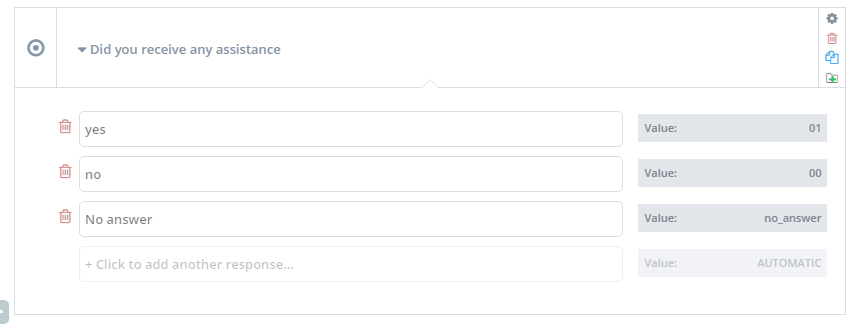 Did you receive any assistance
yes
Value: 01
no
Value: 00
No answer
Value: no_answer
+ Click to add another response...
Value: AUTOMATIC